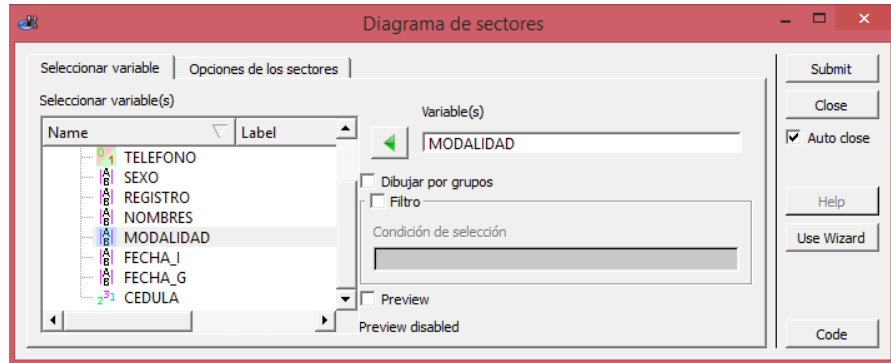 Diagrama de sectores
Seleccionar variable
Opciones de los sectores
Seleccionar variable(s)
Name
Label
TELEFONO
SEXO
REGISTRO
NOMBRES
MODALIDAD
FECHA_I
FECHA_G
CEDULA
Variable(s)
MODALIDAD
Dibujar por grupos
Filtro
Condición de selección
Preview
Preview disabled
Submit
Close
Auto close
Help
Use Wizard
Code